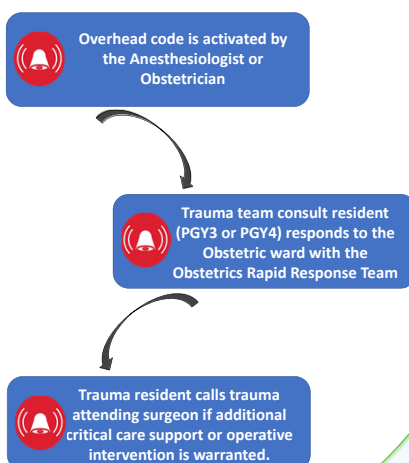 Overhead code is activated by
the Anesthesiologist or
Obstetrician
Trauma team consult resident
(PGY3 or PGY4) responds to the
Obstetric ward with the
Obstetrics Rapid Response Team
Trauma resident calls trauma
attending surgeon if additional
critical care support or operative
intervention is warranted.